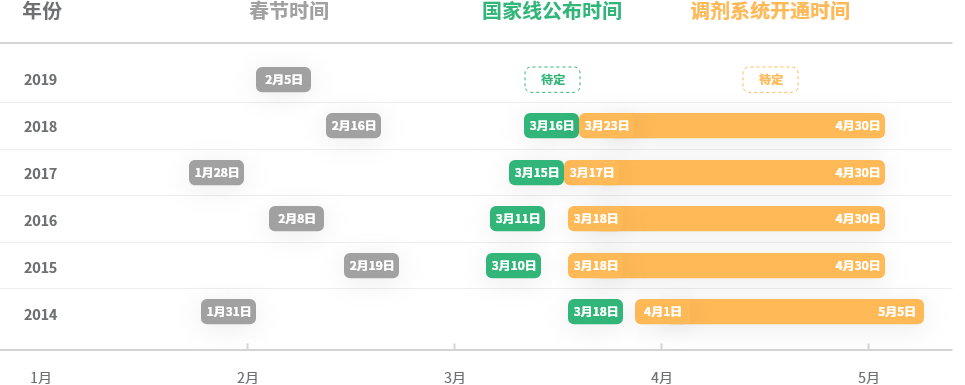 年份 春节时间 国家线公布时间 调剂系统开通时间
2019 2月5日 待定 待定
2018 2月16日 3月16日 3月23日 4月30日
2017 1月28日 3月15日 3月17日 4月30日
2016 2月8日 3月11日 3月18日 4月30日
2015 2月19日 3月10日 3月18日 4月30日
2014 1月31日 3月18日 4月1日 5月5日
1月 2月 3月 4月 5月